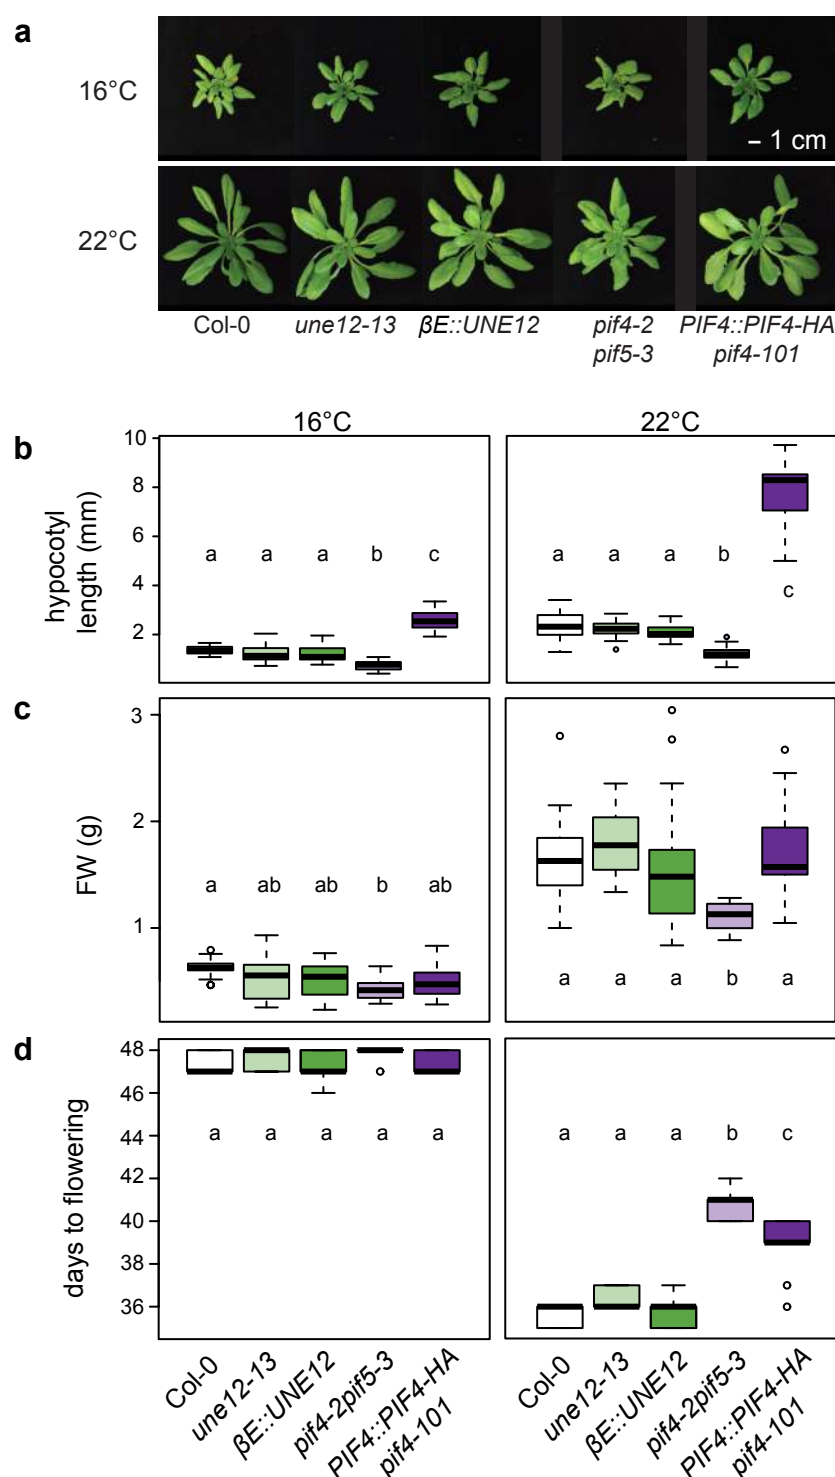 a
16°C
– 1 cm
22°C
Col-0 une12-13 βE::UNE12 pif4-2 PIF4::PIF4-HA
pif5-3 pif4-101
16°C 22°C
b
hypocotyl
length (mm)
10
8
6
4
2
a a a b c
a a a b c
c
FW (g)
3
2
1
a ab ab b ab
a a a b a
d
days to flowering
48
46
44
42
40
38
36
a a a a a
a a a b c
Col-0
une12-13
βE::UNE12
pif4-2pif5-3
PIF4::PIF4-HA
pif4-101
Col-0
une12-13
βE::UNE12
pif4-2pif5-3
PIF4::PIF4-HA
pif4-101